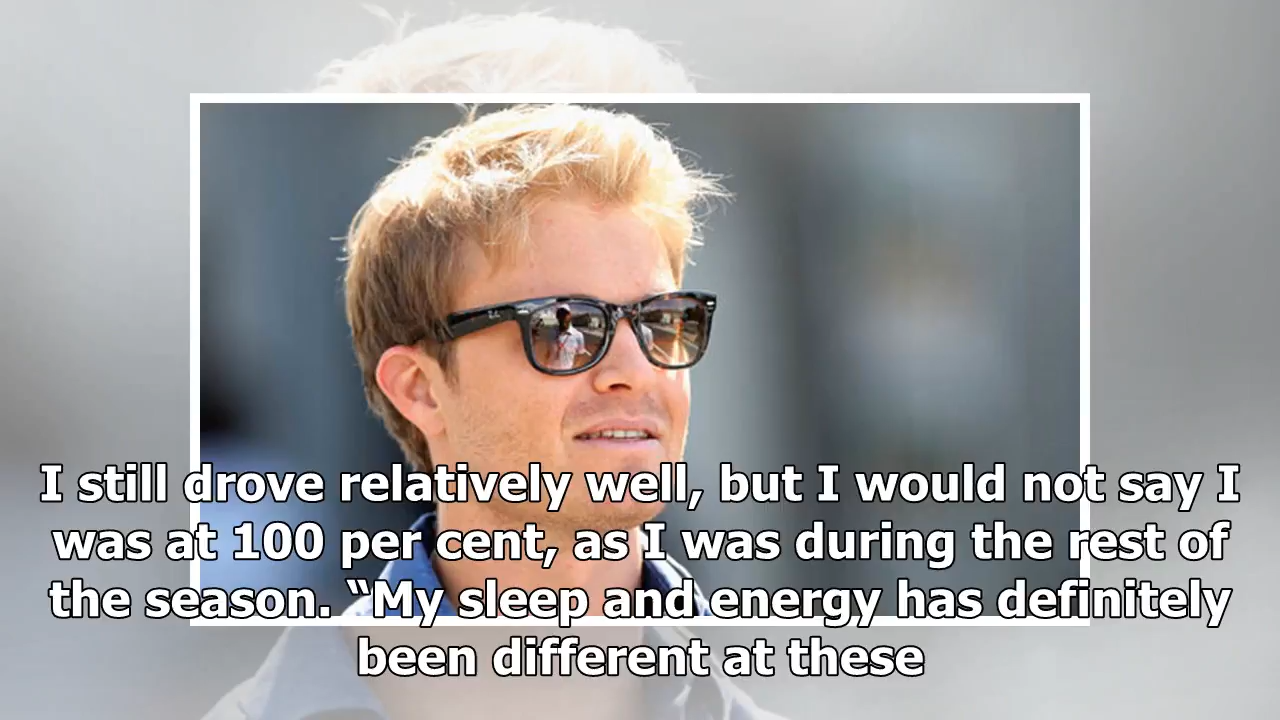 I still drove relatively well, but I would not say I
was at 100 per cent, as I was during the rest of
the season. “My sleep and energy has definitely
been different at these